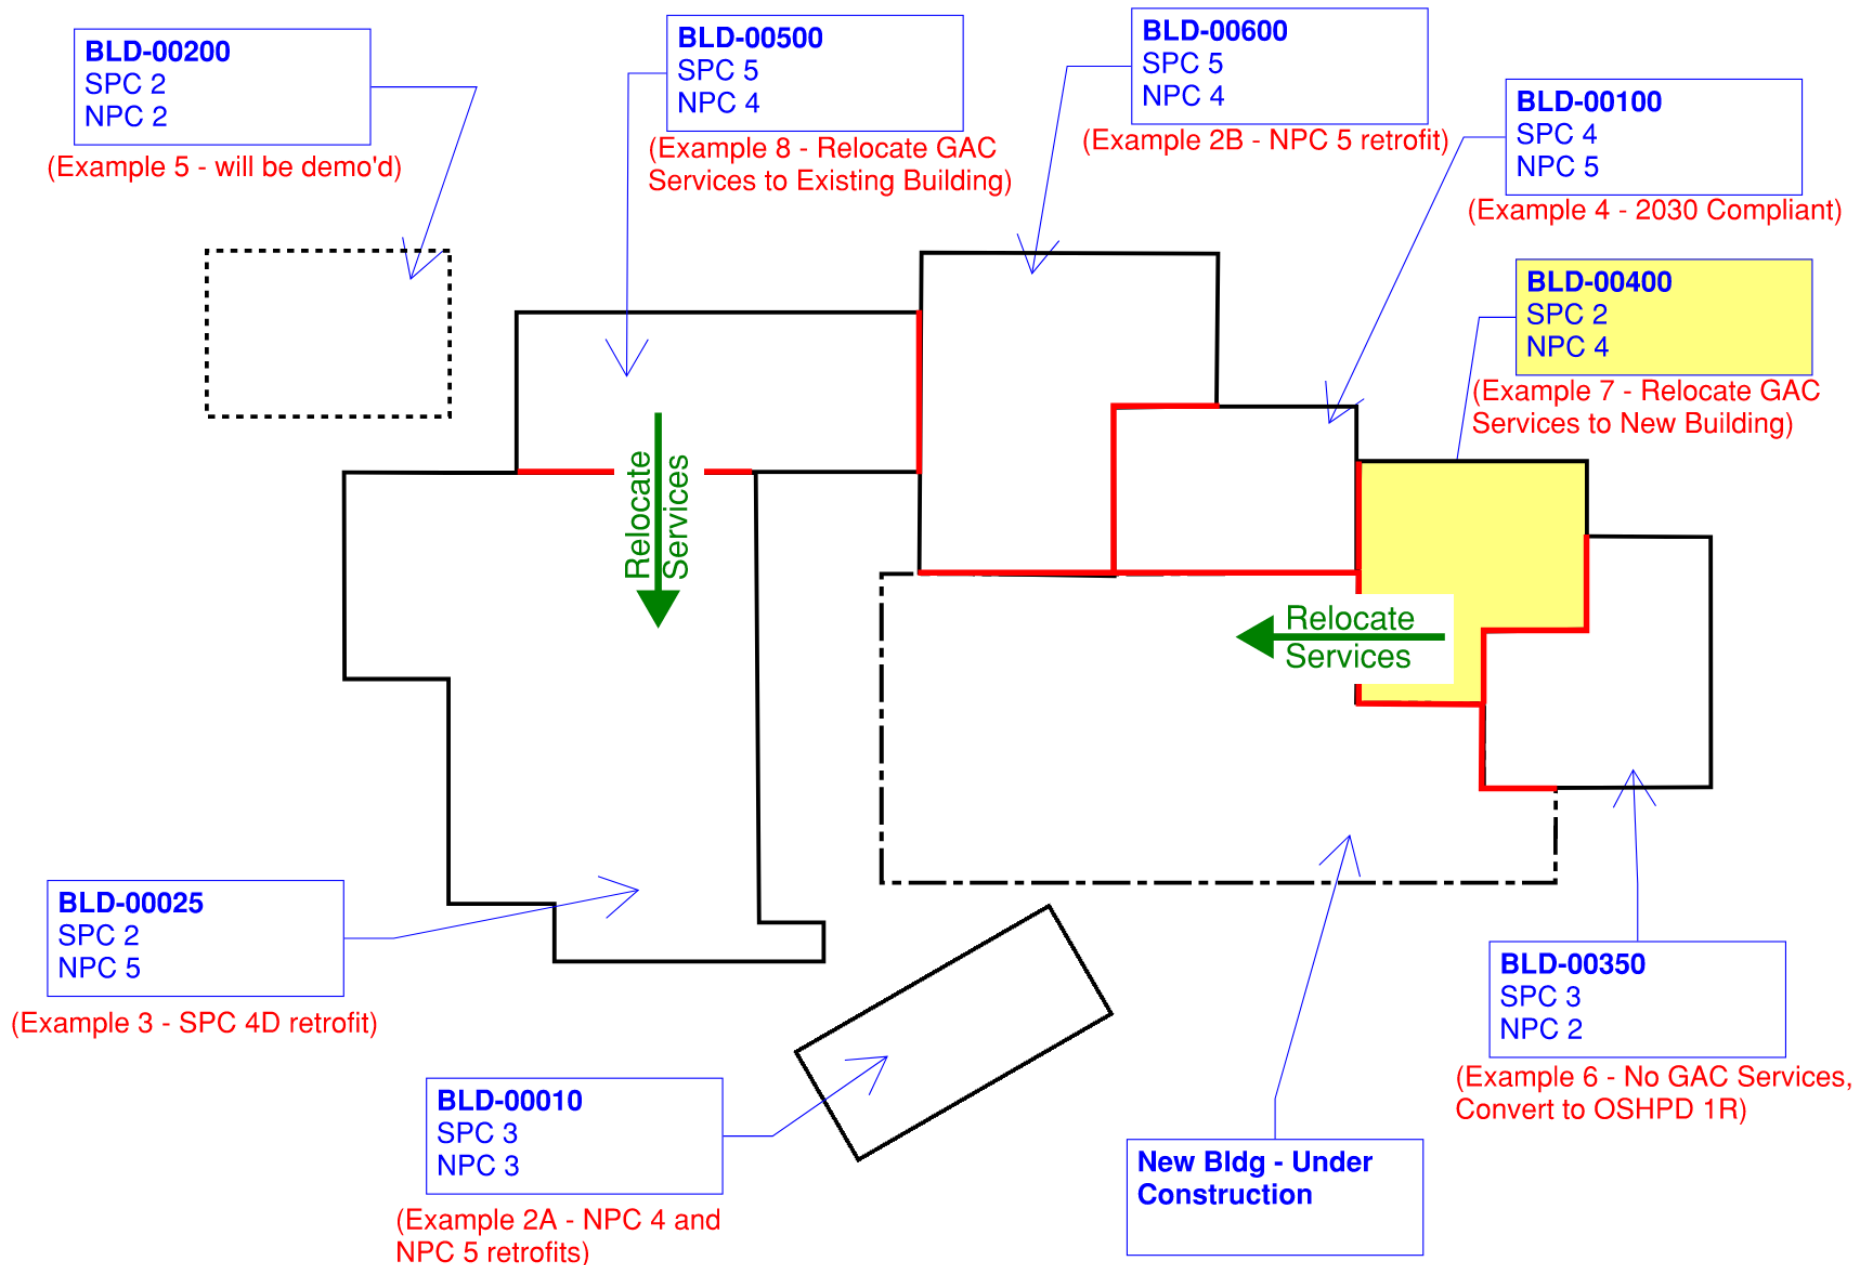 BLD-00200
SPC 2
NPC 2
(Example 5 - will be demo'd)
BLD-00500
SPC 5
NPC 4
(Example 8 - Relocate GAC
Services to Existing Building)
BLD-00600
SPC 5
NPC 4
(Example 2B - NPC 5 retrofit)
BLD-00100
SPC 4
NPC 5
(Example 4 - 2030 Compliant)
BLD-00400
SPC 2
NPC 4
(Example 7 - Relocate GAC
Services to New Building)
Relocate
Services
Relocate
Services
BLD-00025
SPC 2
NPC 5
(Example 3 - SPC 4D retrofit)
BLD-00010
SPC 3
NPC 3
(Example 2A - NPC 4 and
NPC 5 retrofits)
New Bldg - Under
Construction
BLD-00350
SPC 3
NPC 2
(Example 6 - No GAC Services,
Convert to OSHPD 1R)